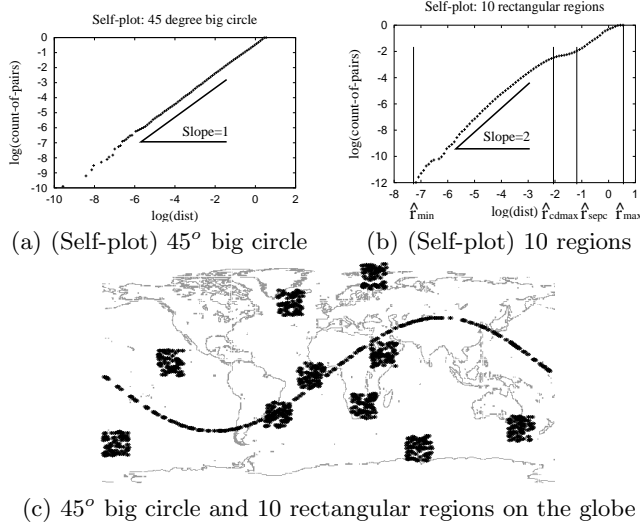 Self-plot: 45 degree big circle
0
-1
-2
-3
-4
-5
-6
-7
-8
-9
-10
log(count-of-pairs)
Slope=1
-10 -8 -6 -4 -2 0 2
log(dist)
(a) (Self-plot) 45° big circle
Self-plot: 10 rectangular regions
0
-2
-4
-6
-8
-10
-12
log(count-of-pairs)
Slope=2
-8 -7 -6 -5 -4 -3 -2 -1 0 1
log(dist)
r̂min r̂cdmax r̂sepc r̂max
(b) (Self-plot) 10 regions
(c) 45° big circle and 10 rectangular regions on the globe